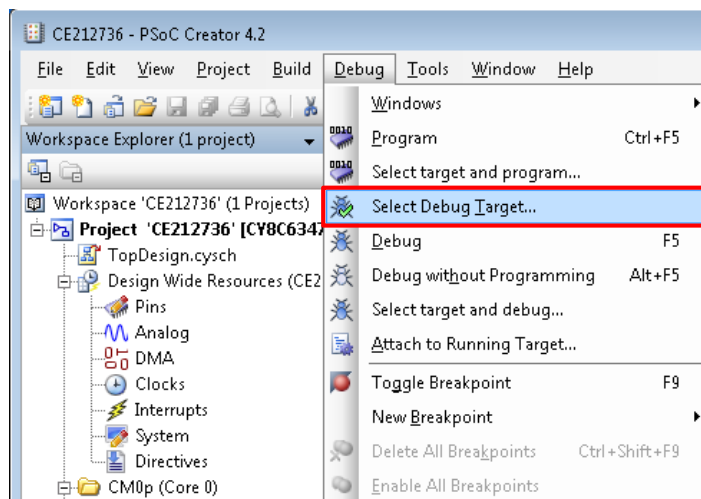 CE212736 - PSoC Creator 4.2
File Edit View Project Build Debug Tools Window Help
Workspace Explorer (1 project)
Workspace 'CE212736' (1 Projects)
Project 'CE212736' [CY8C6347
TopDesign.cysch
Design Wide Resources (CE2
Pins
Analog
DMA
Clocks
Interrupts
System
Directives
CM0p (Core 0)
Windows
Program Ctrl+F5
Select target and program...
Select Debug Target...
Debug F5
Debug without Programming Alt+F5
Select target and debug...
Attach to Running Target...
Toggle Breakpoint F9
New Breakpoint
Delete All Breakpoints Ctrl+Shift+F9
Enable All Breakpoints